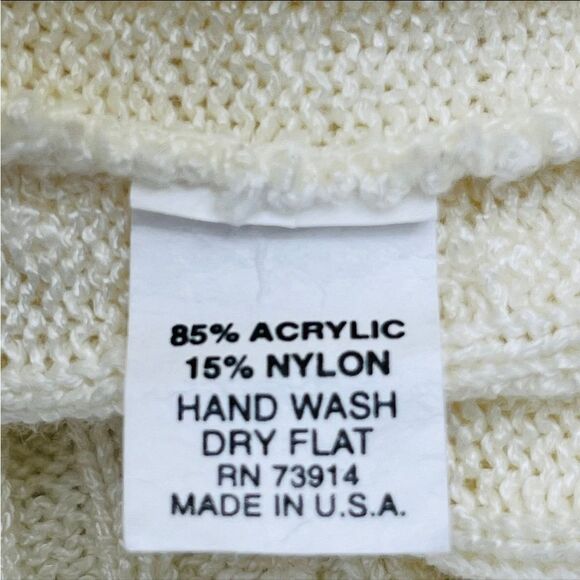 85% ACRYLIC
15% NYLON
HAND WASH
DRY FLAT
RN 73914
MADE IN U.S.A.